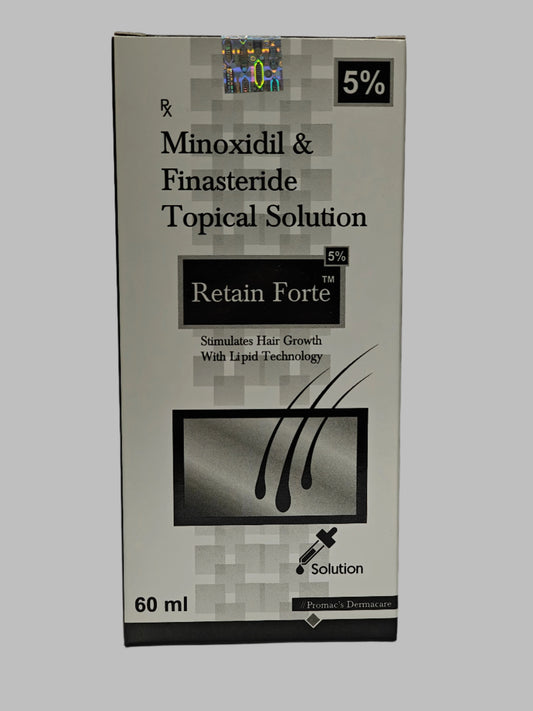 5%
Rx
Minoxidil &
Finasteride
Topical Solution
5%
Retain Forte™
Stimulates Hair Growth
With Lipid Technology
Solution
60 ml
//Promac's Dermacare